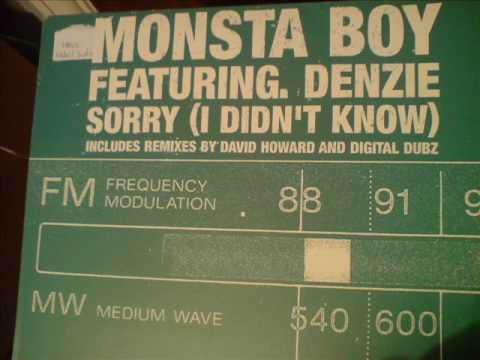 MONSTA BOY
FEATURING. DENZIE
SORRY (I DIDN'T KNOW)
INCLUDES REMIXES BY DAVID HOWARD AND DIGITAL DUBZ
FM FREQUENCY MODULATION . 88 91 9
MW MEDIUM WAVE 540 600